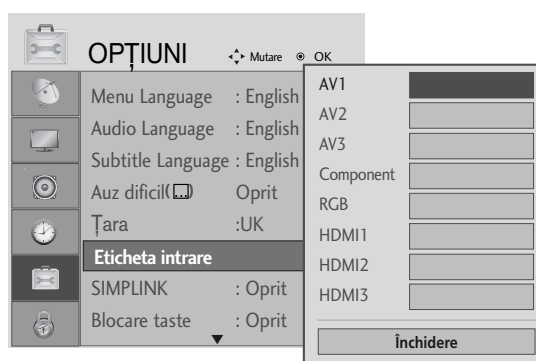 OPȚIUNI
Mutare OK
Menu Language : English
Audio Language : English
Subtitle Language : English
Auz dificil( ) Oprit
Țara :UK
Eticheta intrare
SIMPLINK : Oprit
Blocare taste : Oprit
AV1
AV2
AV3
Component
RGB
HDMI1
HDMI2
HDMI3
Închidere